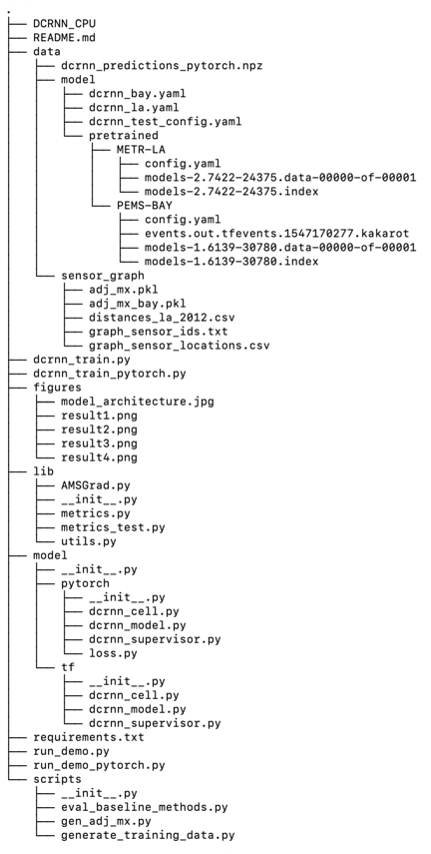 .
├── DCRNN_CPU
├── README.md
├── data
│   ├── dcrnn_predictions_pytorch.npz
│   ├── model
│   │   ├── dcrnn_bay.yaml
│   │   ├── dcrnn_la.yaml
│   │   ├── dcrnn_test_config.yaml
│   │   └── pretrained
│   │       ├── METR-LA
│   │       │   ├── config.yaml
│   │       │   ├── models-2.7422-24375.data-00000-of-00001
│   │       │   └── models-2.7422-24375.index
│   │       └── PEMS-BAY
│   │           ├── config.yaml
│   │           ├── events.out.tfevents.1547170277.kakarot
│   │           ├── models-1.6139-30780.data-00000-of-00001
│   │           └── models-1.6139-30780.index
│   └── sensor_graph
│       ├── adj_mx.pkl
│       ├── adj_mx_bay.pkl
│       ├── distances_la_2012.csv
│       ├── graph_sensor_ids.txt
│       └── graph_sensor_locations.csv
├── dcrnn_train.py
├── dcrnn_train_pytorch.py
├── figures
│   ├── model_architecture.jpg
│   ├── result1.png
│   ├── result2.png
│   ├── result3.png
│   └── result4.png
├── lib
│   ├── AMSGrad.py
│   ├── __init__.py
│   ├── metrics.py
│   ├── metrics_test.py
│   └── utils.py
├── model
│   ├── __init__.py
│   ├── pytorch
│   │   ├── __init__.py
│   │   ├── dcrnn_cell.py
│   │   ├── dcrnn_model.py
│   │   ├── dcrnn_supervisor.py
│   │   └── loss.py
│   └── tf
│       ├── __init__.py
│       ├── dcrnn_cell.py
│       ├── dcrnn_model.py
│       └── dcrnn_supervisor.py
├── requirements.txt
├── run_demo.py
├── run_demo_pytorch.py
└── scripts
    ├── __init__.py
    ├── eval_baseline_methods.py
    ├── gen_adj_mx.py
    └── generate_training_data.py